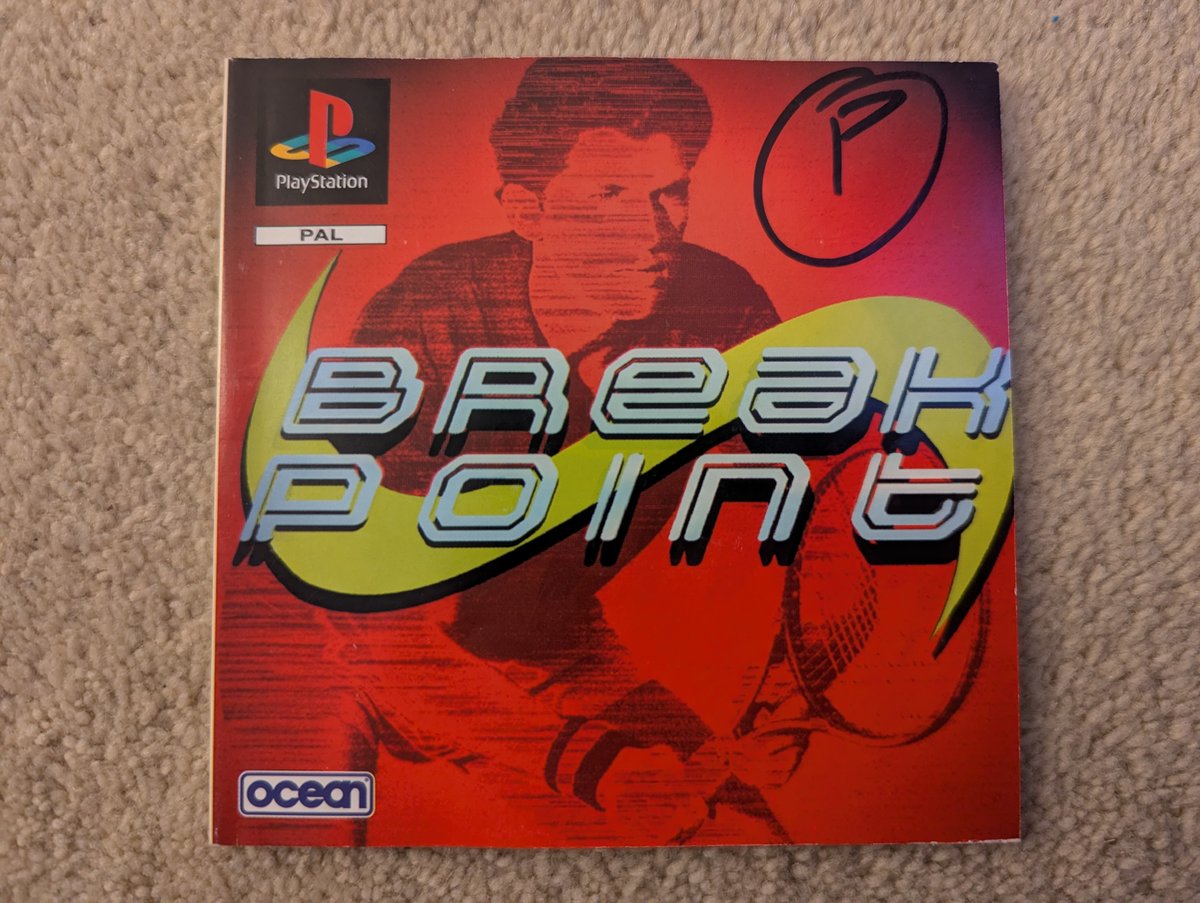 PlayStation
PAL
P
BReak
POINt
ocean